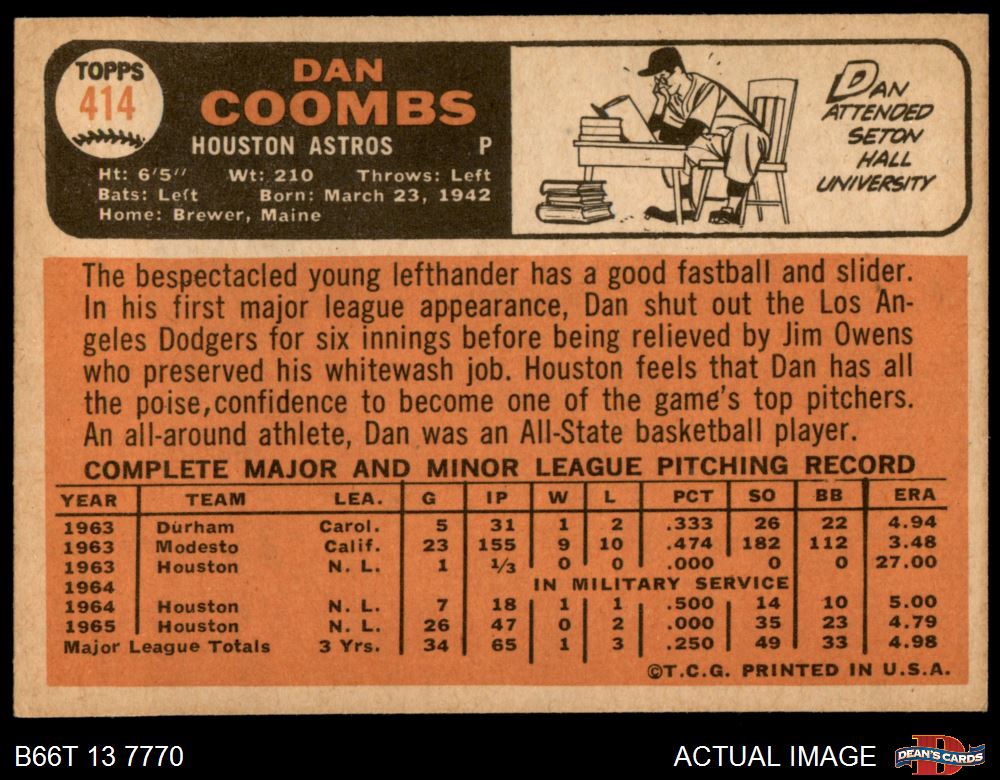 TOPPS
414
DAN
COOMBS
HOUSTON ASTROS P
Ht: 6'5" Wt: 210 Throws: Left
Bats: Left Born: March 23, 1942
Home: Brewer, Maine
DAN
ATTENDED
SETON
HALL
UNIVERSITY
The bespectacled young lefthander has a good fastball and slider.
In his first major league appearance, Dan shut out the Los An-
geles Dodgers for six innings before being relieved by Jim Owens
who preserved his whitewash job. Houston feels that Dan has all
the poise,confidence to become one of the game's top pitchers.
An all-around athlete, Dan was an All-State basketball player.
COMPLETE MAJOR AND MINOR LEAGUE PITCHING RECORD
YEAR TEAM LEA. G IP W L PCT SO BB ERA
1963 Durham Carol. 5 31 1 2 .333 26 22 4.94
1963 Modesto Calif. 23 155 9 10 .474 182 112 3.48
1963 Houston N. L. 1 1/3 0 0 .000 0 0 27.00
1964 IN MILITARY SERVICE
1964 Houston N. L. 7 18 1 1 .500 14 10 5.00
1965 Houston N. L. 26 47 0 2 .000 35 23 4.79
Major League Totals 3 Yrs. 34 65 1 3 .250 49 33 4.98
©T.C.G. PRINTED IN U.S.A.
B66T 13 7770 ACTUAL IMAGE DEAN'S CARDS